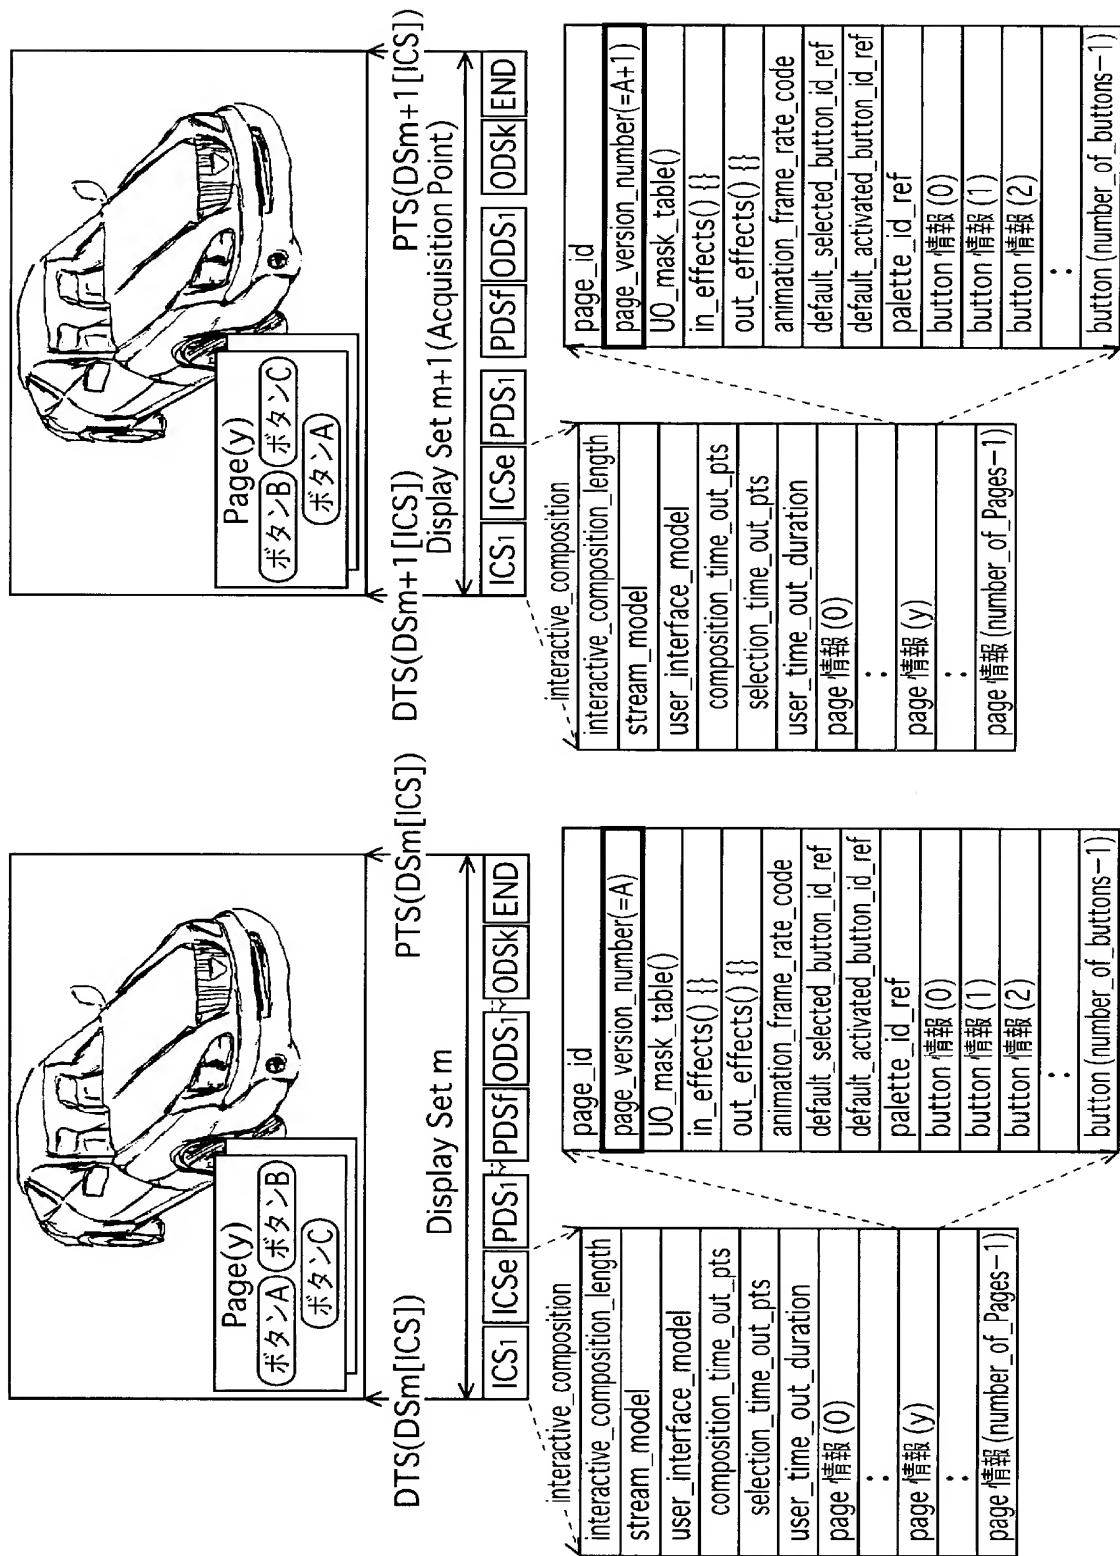 Page(y)
ボタンA ボタンB
ボタンC
DTS(DSm[ICS])
PTS(DSm[ICS])
Display Set m
ICS1 ICSe PDS1 PDSf ODS1 ODSk END
interactive_composition
interactive_composition_length
stream_model
user_interface_model
composition_time_out_pts
selection_time_out_pts
user_time_out_duration
page 情報 (0)
:
page 情報 (y)
:
page 情報 (number_of_Pages-1)
page_id
page_version_number(=A)
UO_mask_table()
in_effects() {}
out_effects() {}
animation_frame_rate_code
default_selected_button_id_ref
default_activated_button_id_ref
palette_id_ref
button 情報 (0)
button 情報 (1)
button 情報 (2)
:
button (number_of_buttons-1)
Page(y)
ボタンB ボタンC
ボタンA
DTS(DSm+1[ICS])
PTS(DSm+1[ICS])
Display Set m+1(Acquisition Point)
ICS1 ICSe PDS1 PDSf ODS1 ODSk END
interactive_composition
interactive_composition_length
stream_model
user_interface_model
composition_time_out_pts
selection_time_out_pts
user_time_out_duration
page 情報 (0)
:
page 情報 (y)
:
page 情報 (number_of_Pages-1)
page_id
page_version_number(=A+1)
UO_mask_table()
in_effects() {}
out_effects() {}
animation_frame_rate_code
default_selected_button_id_ref
default_activated_button_id_ref
palette_id_ref
button 情報 (0)
button 情報 (1)
button 情報 (2)
:
button (number_of_buttons-1)